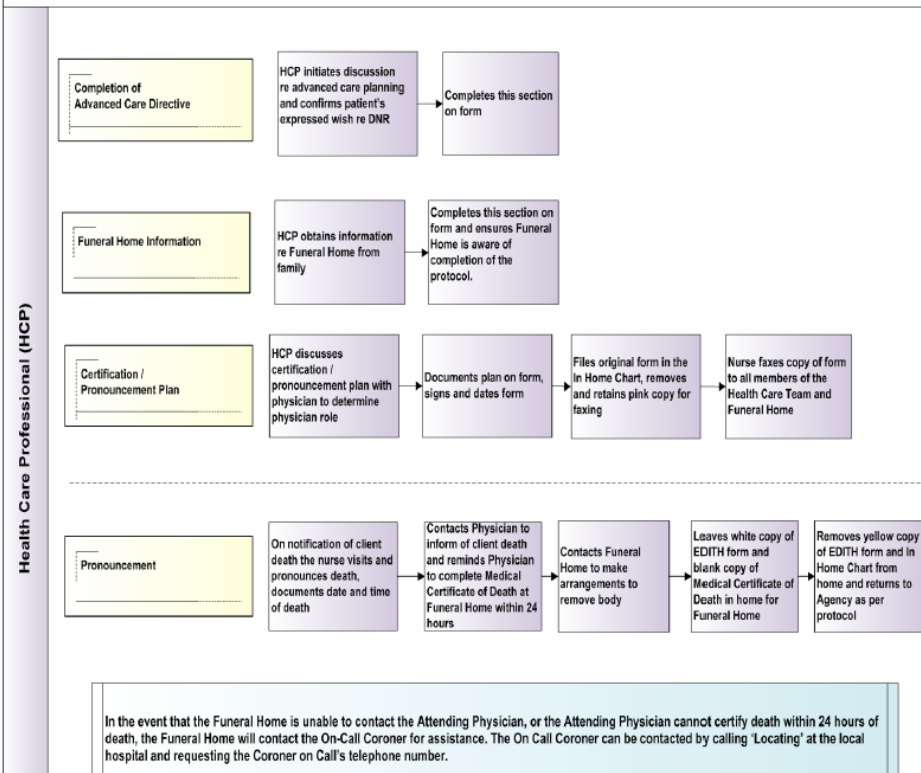 Health Care Professional (HCP)
Completion of
Advanced Care Directive
HCP initiates discussion
re advanced care planning
and confirms patient's
expressed wish re DNR
Completes this section
on form
Funeral Home Information
HCP obtains information
re Funeral Home from
family
Completes this section on
form and ensures Funeral
Home is aware of
completion of the
protocol.
Certification /
Pronouncement Plan
HCP discusses
certification /
pronouncement plan with
physician to determine
physician role
Documents plan on form,
signs and dates form
Files original form in the
In Home Chart, removes
and retains pink copy for
faxing
Nurse faxes copy of form
to all members of the
Health Care Team and
Funeral Home
Pronouncement
On notification of client
death the nurse visits and
pronounces death,
documents date and time
of death
Contacts Physician to
inform of client death
and reminds Physician
to complete Medical
Certificate of Death at
Funeral Home within 24
hours
Contacts Funeral
Home to make
arrangements to
remove body
Leaves white copy of
EDITH form and
blank copy of
Medical Certificate of
Death in home for
Funeral Home
Removes yellow copy
of EDITH form and In
Home Chart from
home and returns to
Agency as per
protocol
In the event that the Funeral Home is unable to contact the Attending Physician, or the Attending Physician cannot certify death within 24 hours of
death, the Funeral Home will contact the On-Call Coroner for assistance. The On Call Coroner can be contacted by calling 'Locating' at the local
hospital and requesting the Coroner on Call's telephone number.